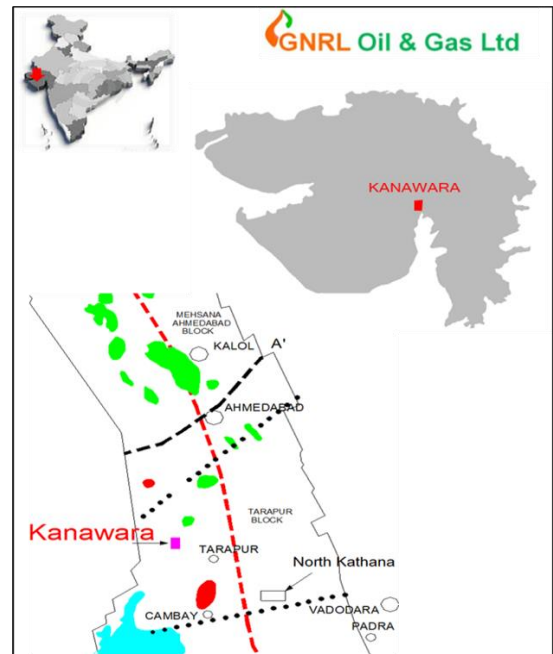 GNRL Oil & Gas Ltd
KANAWARA
MEHSANA
AHMEDABAD
BLOCK
KALOL
A'
AHMEDABAD
TARAPUR
BLOCK
Kanawara
TARAPUR
North Kathana
CAMBAY
VADODARA
PADRA